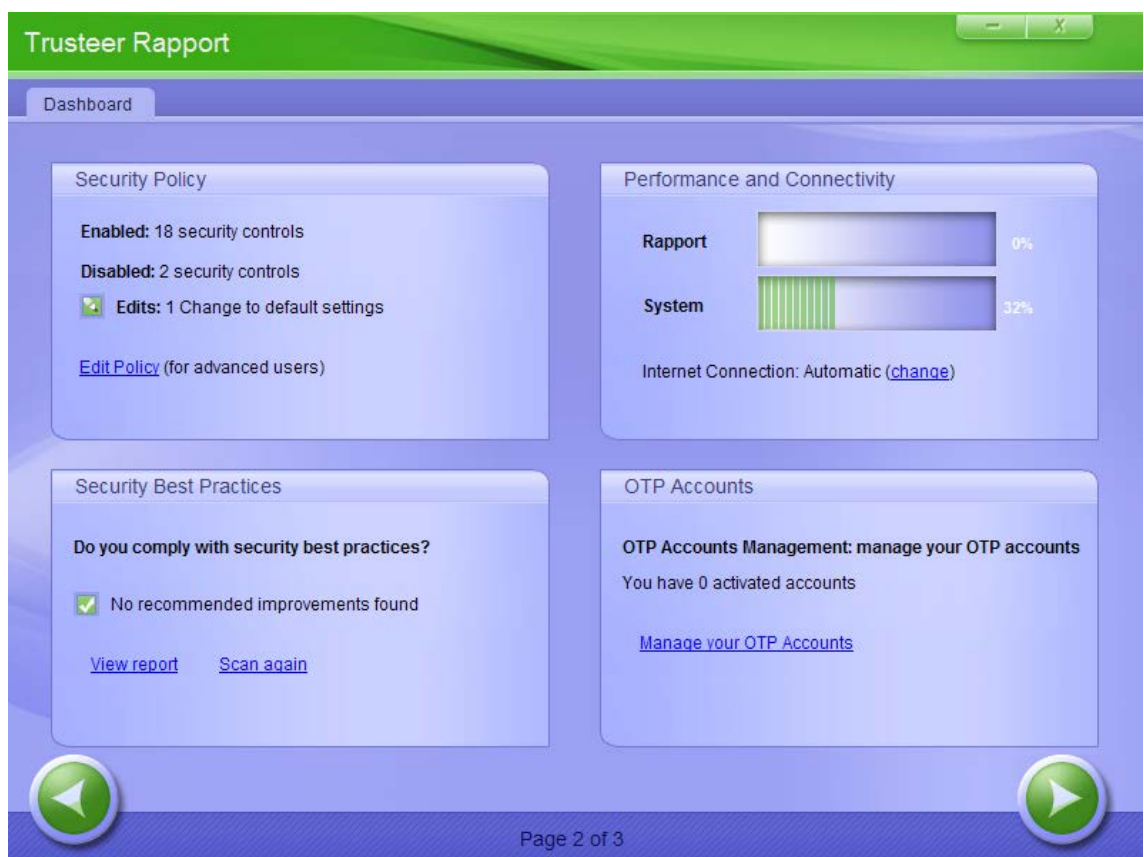 Trusteer Rapport
– X
Dashboard
Security Policy
Enabled: 18 security controls
Disabled: 2 security controls
Edits: 1 Change to default settings
Edit Policy (for advanced users)
Performance and Connectivity
Rapport 0%
System 32%
Internet Connection: Automatic (change)
Security Best Practices
Do you comply with security best practices?
No recommended improvements found
View report Scan again
OTP Accounts
OTP Accounts Management: manage your OTP accounts
You have 0 activated accounts
Manage your OTP Accounts
Page 2 of 3